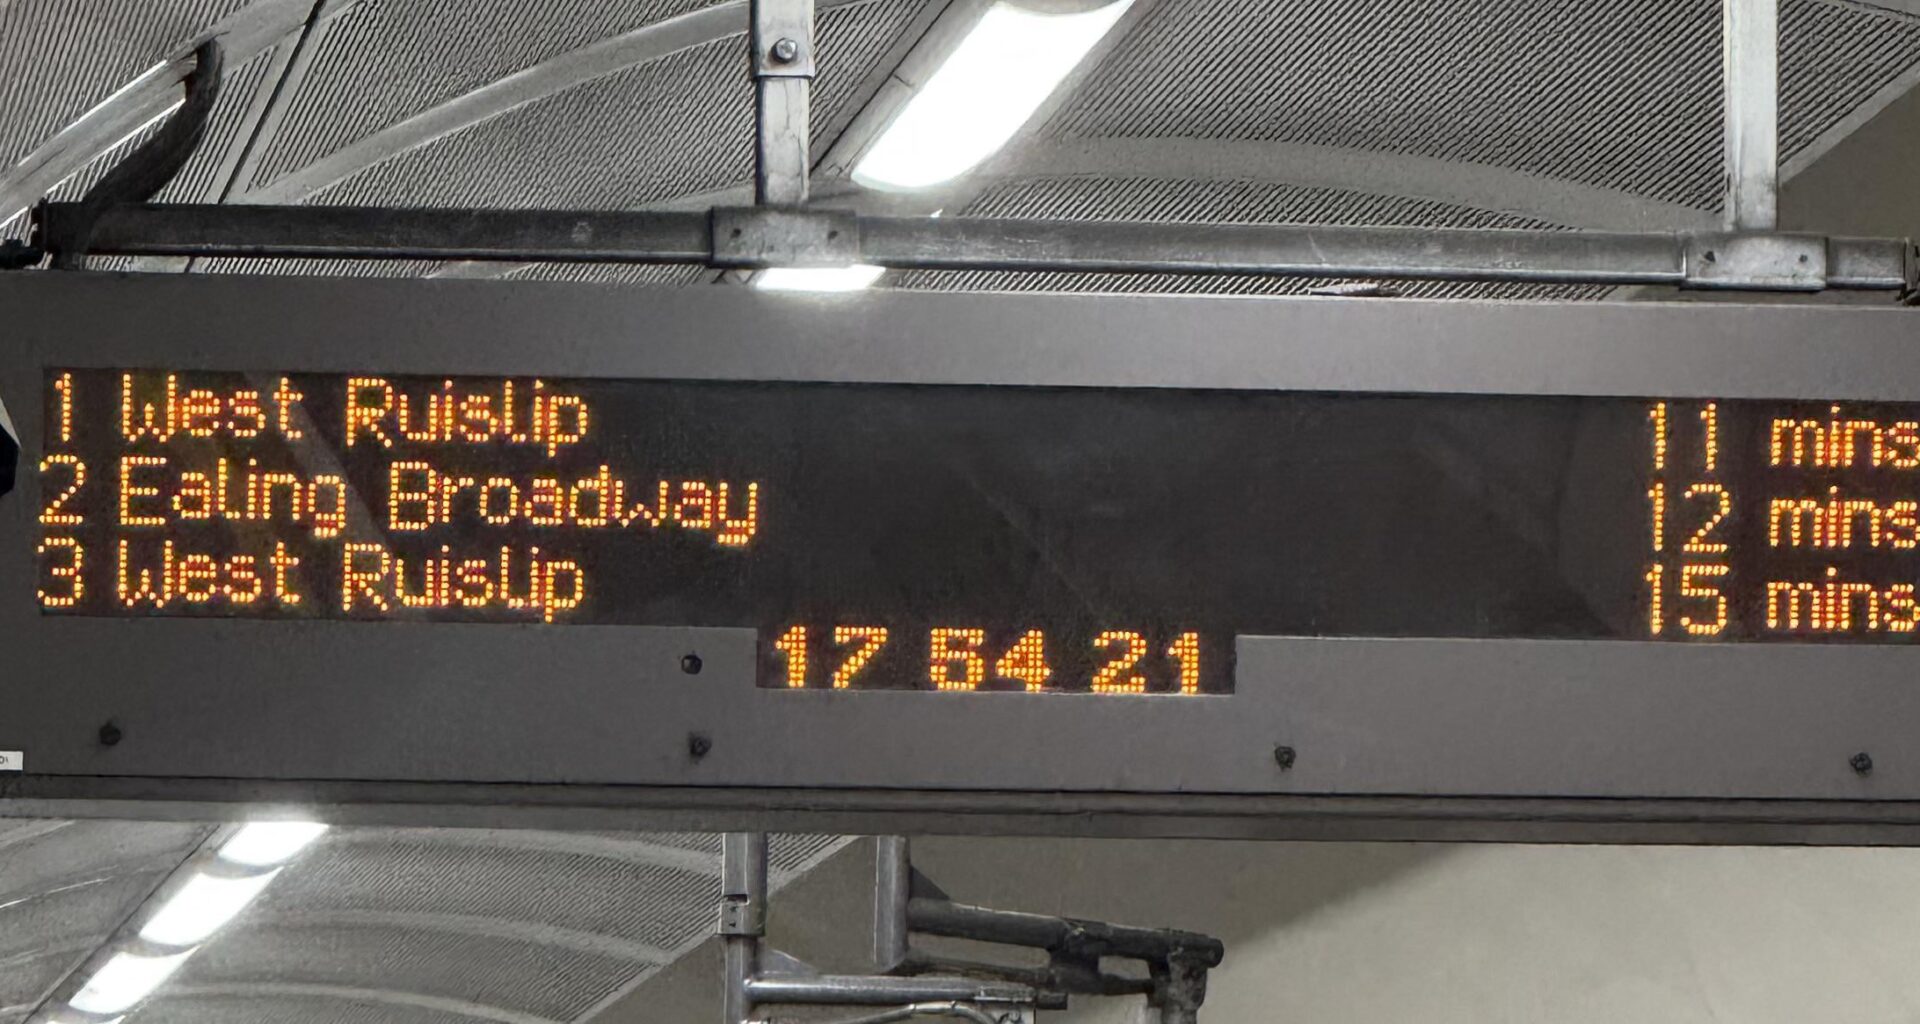 1 West Ruislip 11 mins
2 Ealing Broadway 12 mins
3 West Ruislip 15 mins
17 54 21